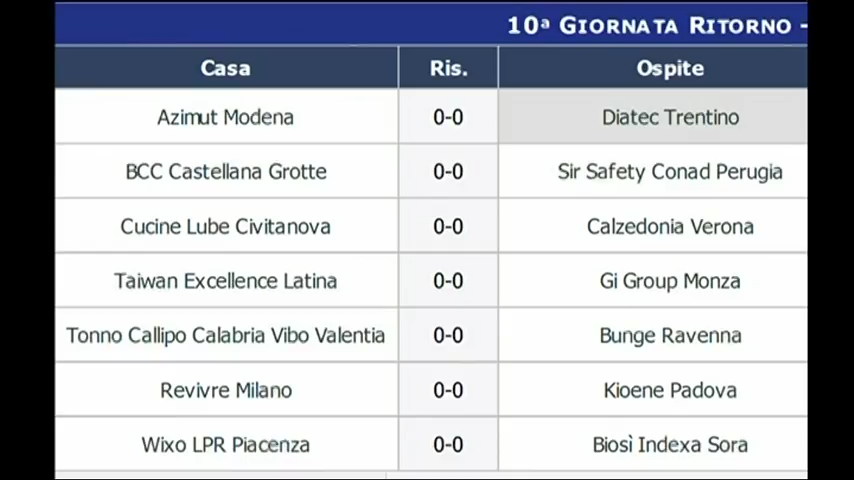 10ª GIORNATA RITORNO -
Casa Ris. Ospite
Azimut Modena 0-0 Diatec Trentino
BCC Castellana Grotte 0-0 Sir Safety Conad Perugia
Cucine Lube Civitanova 0-0 Calzedonia Verona
Taiwan Excellence Latina 0-0 Gi Group Monza
Tonno Callipo Calabria Vibo Valentia 0-0 Bunge Ravenna
Revivre Milano 0-0 Kioene Padova
Wixo LPR Piacenza 0-0 Biosì Indexa Sora